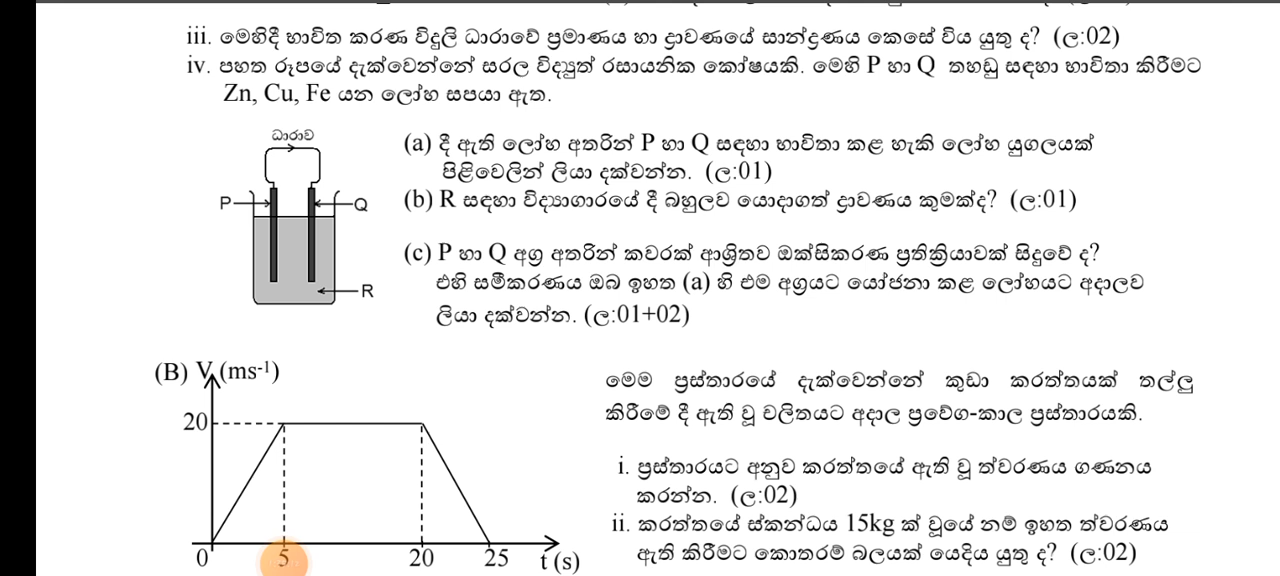 iii. මෙහිදී භාවිත කරණ විදුලි ධාරාවේ ප්‍රමාණය හා ද්‍රාවණයේ සාන්ද්‍රණය කෙසේ විය යුතු ද? (ල:02)
iv. පහත රූපයේ දැක්වෙන්නේ සරල විද්‍යුත් රසායනික කෝෂයකි. මෙහි P හා Q තහඩු සඳහා භාවිතා කිරීමට
Zn, Cu, Fe යන ලෝහ සපයා ඇත.
ධාරාව
P
Q
R
(a) දී ඇති ලෝහ අතරින් P හා Q සඳහා භාවිතා කළ හැකි ලෝහ යුගලයක්
පිළිවෙලින් ලියා දක්වන්න. (ල:01)
(b) R සඳහා විද්‍යාගාරයේ දී බහුලව යොදාගත් ද්‍රාවණය කුමක්ද? (ල:01)
(c) P හා Q අග්‍ර අතරින් කවරක් ආශ්‍රිතව ඔක්සිකරණ ප්‍රතික්‍රියාවක් සිදුවේ ද?
එහි සමීකරණය ඔබ ඉහත (a) හි එම අග්‍රයට යෝජනා කළ ලෝහයට අදාලව
ලියා දක්වන්න. (ල:01+02)
(B) V (ms-1)
20
0
5
20
25
t (s)
මෙම ප්‍රස්තාරයේ දැක්වෙන්නේ කුඩා කරත්තයක් තල්ලු
කිරීමේ දී ඇති වූ චලිතයට අදාල ප්‍රවේග-කාල ප්‍රස්තාරයකි.
i. ප්‍රස්තාරයට අනුව කරත්තයේ ඇති වූ ත්වරණය ගණනය
කරන්න. (ල:02)
ii. කරත්තයේ ස්කන්ධය 15kg ක් වූයේ නම් ඉහත ත්වරණය
ඇති කිරීමට කොතරම් බලයක් යෙදිය යුතු ද? (ල:02)